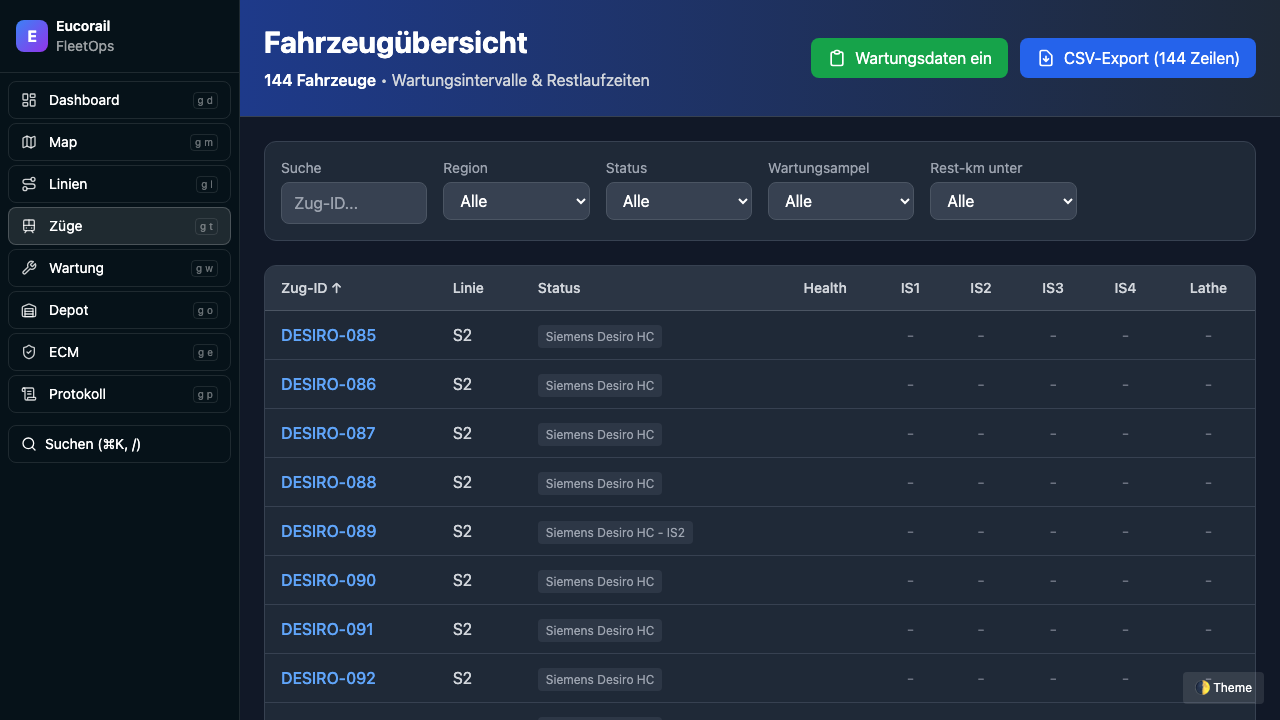 E
Eucorail
FleetOps
Dashboard g d
Map g m
Linien g l
Züge g t
Wartung g w
Depot g o
ECM g e
Protokoll g p
Suchen (⌘K, /)
Fahrzeugübersicht
144 Fahrzeuge • Wartungsintervalle & Restlaufzeiten
Wartungsdaten ein
CSV-Export (144 Zeilen)
Suche Region Status Wartungsampel Rest-km unter
Zug-ID... Alle Alle Alle Alle
Zug-ID ↑ Linie Status Health IS1 IS2 IS3 IS4 Lathe
DESIRO-085 S2 Siemens Desiro HC – – – – –
DESIRO-086 S2 Siemens Desiro HC – – – – –
DESIRO-087 S2 Siemens Desiro HC – – – – –
DESIRO-088 S2 Siemens Desiro HC – – – – –
DESIRO-089 S2 Siemens Desiro HC - IS2 – – – – –
DESIRO-090 S2 Siemens Desiro HC – – – – –
DESIRO-091 S2 Siemens Desiro HC – – – – –
DESIRO-092 S2 Siemens Desiro HC – – – – –
Theme